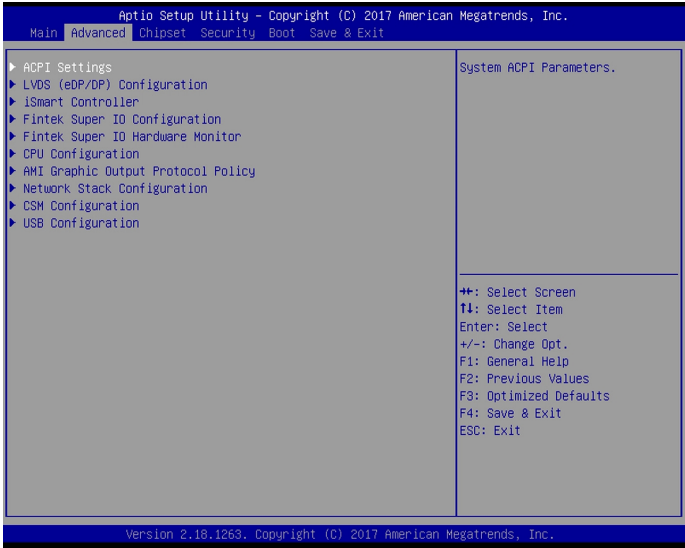 Aptio Setup Utility – Copyright (C) 2017 American Megatrends, Inc.
Main Advanced Chipset Security Boot Save & Exit
ACPI Settings
LVDS (eDP/DP) Configuration
iSmart Controller
Fintek Super IO Configuration
Fintek Super IO Hardware Monitor
CPU Configuration
AMI Graphic Output Protocol Policy
Network Stack Configuration
CSM Configuration
USB Configuration
System ACPI Parameters.
→←: Select Screen
↑↓: Select Item
Enter: Select
+/-: Change Opt.
F1: General Help
F2: Previous Values
F3: Optimized Defaults
F4: Save & Exit
ESC: Exit
Version 2.18.1263. Copyright (C) 2017 American Megatrends, Inc.